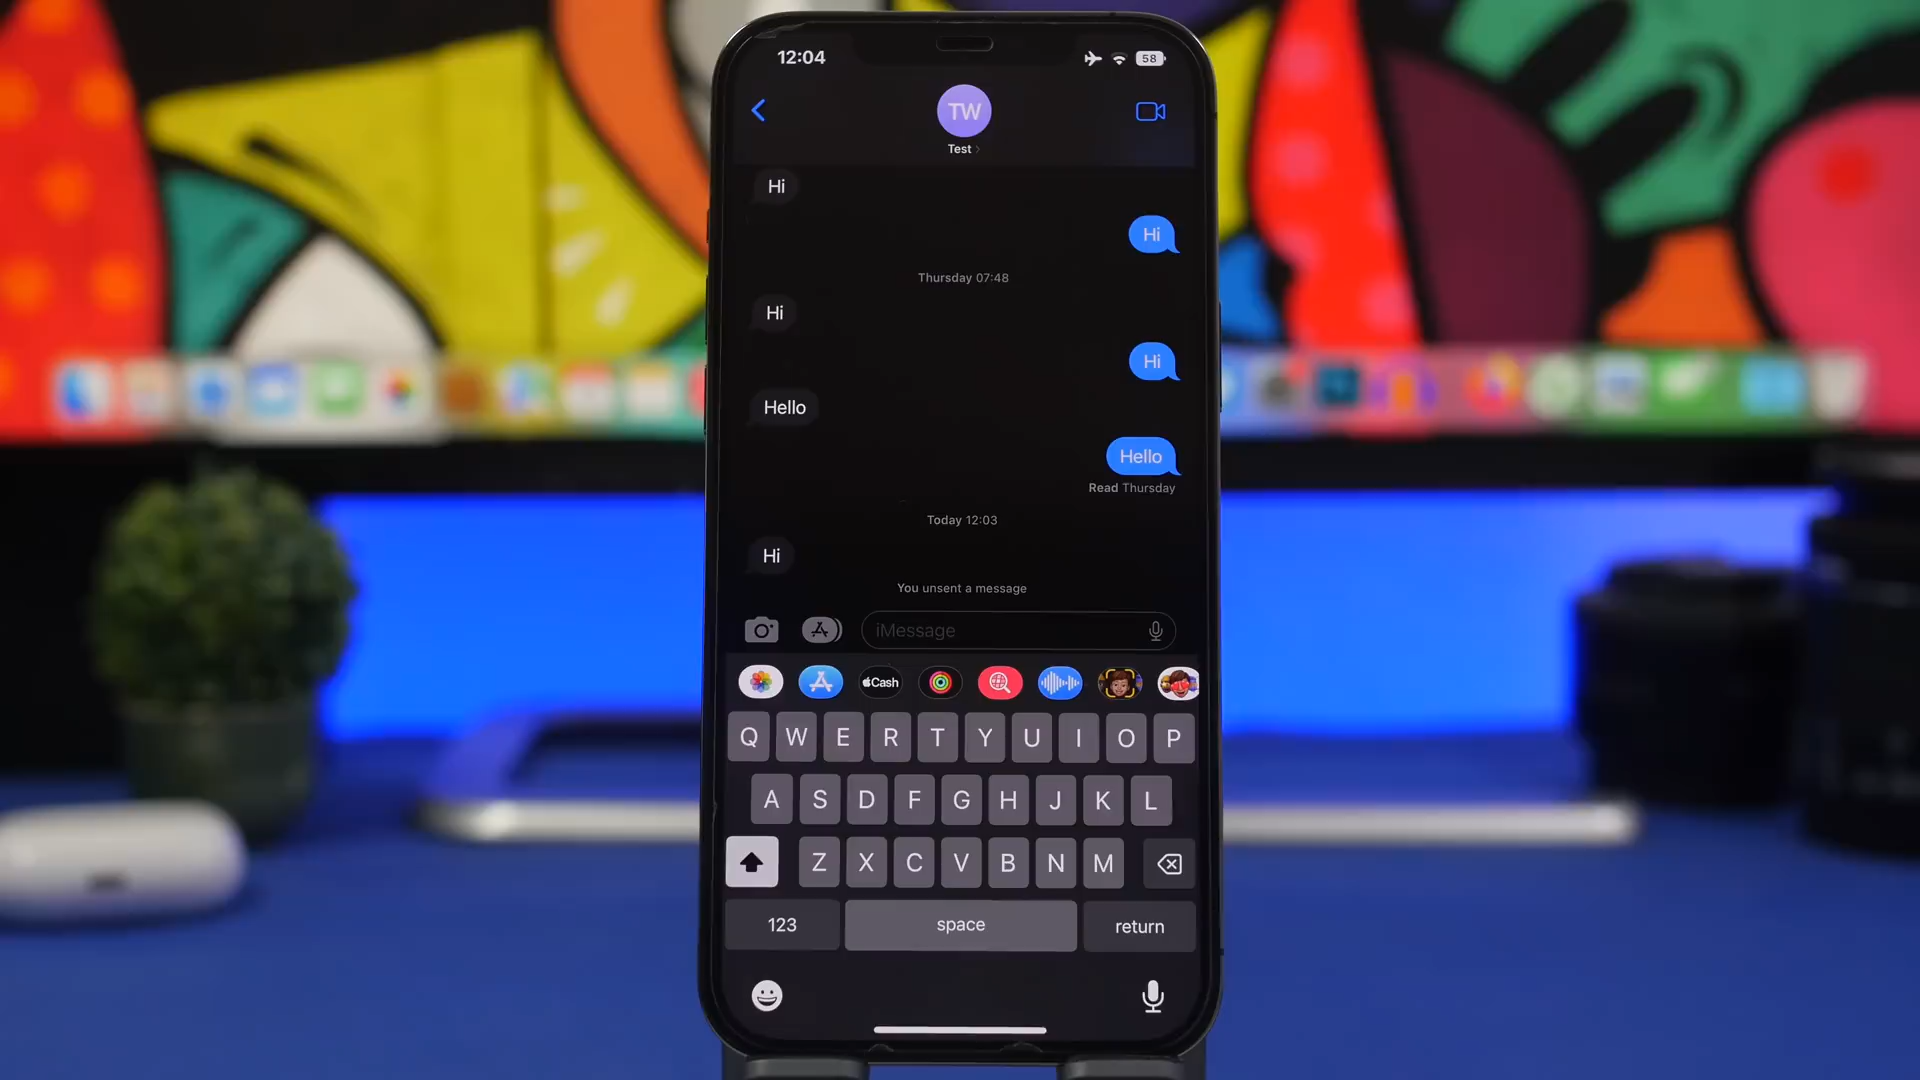 12:04
58
TW
Test
Hi
Hi
Thursday 07:48
Hi
Hi
Hello
Hello
Read Thursday
Today 12:03
Hi
You unsent a message
iMessage
Cash
Q W E R T Y U I O P
A S D F G H J K L
Z X C V B N M
123 space return